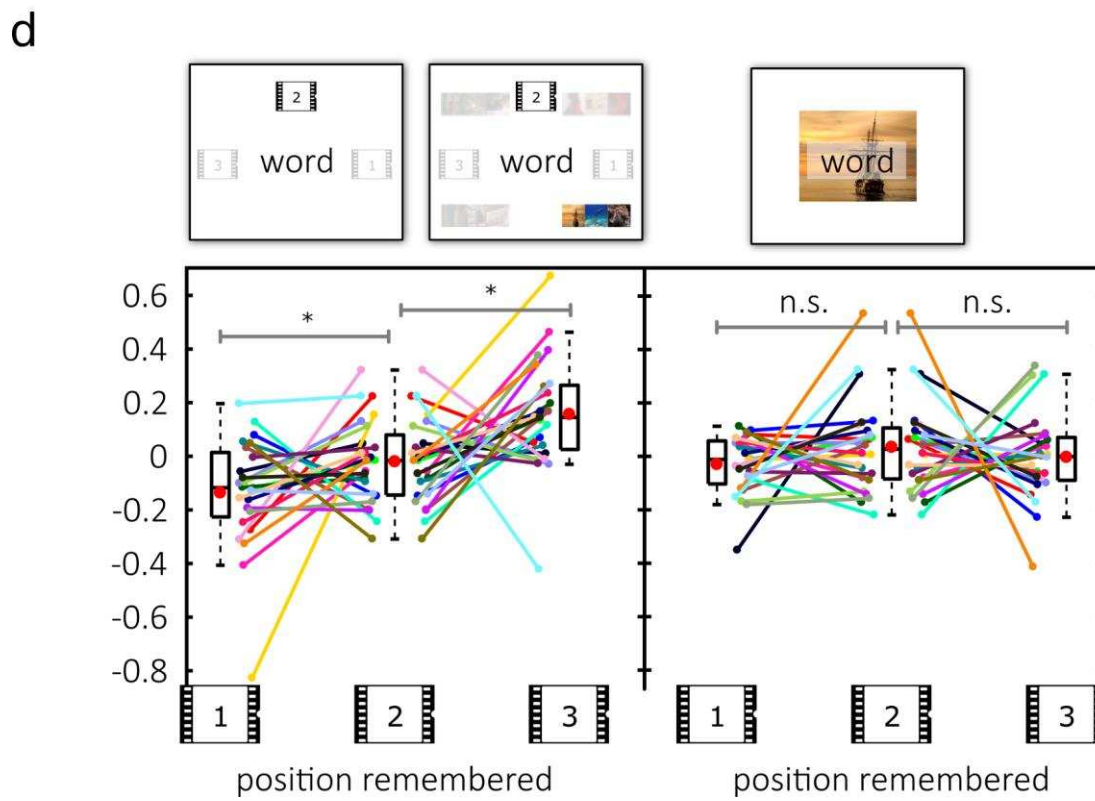 d
2
3 word 1
2
3 word 1
word
* * n.s. n.s.
0.6
0.4
0.2
0
-0.2
-0.4
-0.6
-0.8
1 2 3 1 2 3
position remembered position remembered